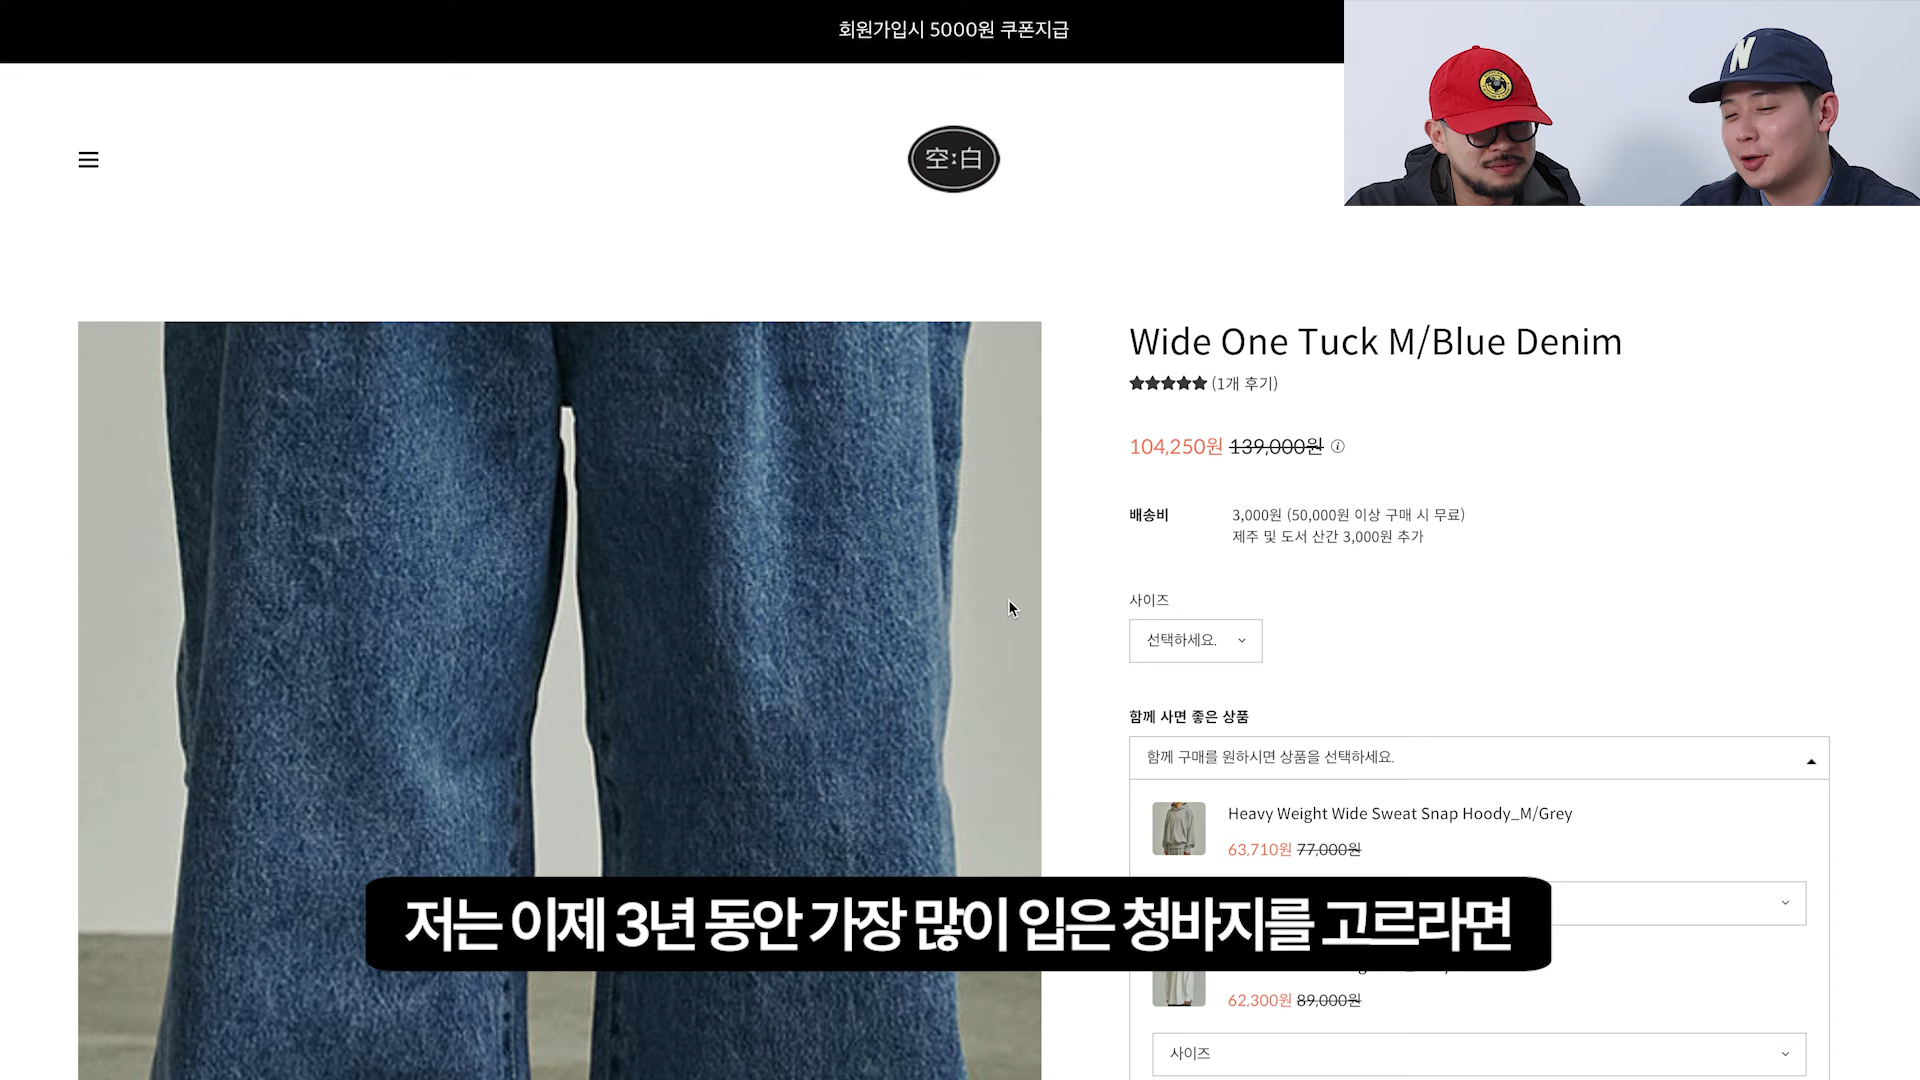 회원가입시 5000원 쿠폰지급
N
空:白
Wide One Tuck M/Blue Denim
(1개 후기)
104,250원 139,000원
배송비 3,000원 (50,000원 이상 구매 시 무료)
제주 및 도서 산간 3,000원 추가
사이즈
선택하세요.
함께 사면 좋은 상품
함께 구매를 원하시면 상품을 선택하세요.
Heavy Weight Wide Sweat Snap Hoody_M/Grey
63,710원 77,000원
저는 이제 3년 동안 가장 많이 입은 청바지를 고르라면
62,300원 89,000원
사이즈